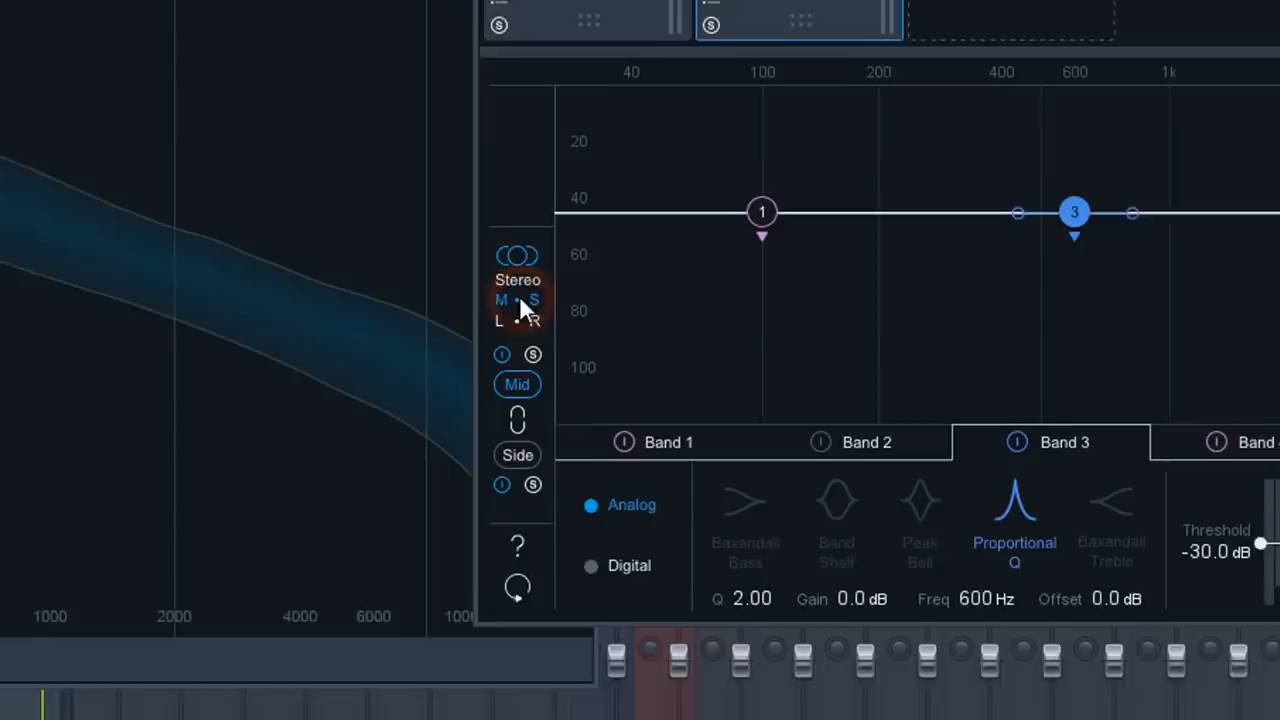 S S
40 100 200 400 600 1k
20
40
1 3
60
Stereo
M S
80
L R
I S
100
Mid
Band 1 Band 2 Band 3 Band
Side
I S
Analog
Threshold
-30.0 dB
Baxandall Bass
Band Shelf
Peak Bell
Proportional Q
Baxandall Treble
?
Digital
Q 2.00 Gain 0.0 dB Freq 600 Hz Offset 0.0 dB
1000 2000 4000 6000